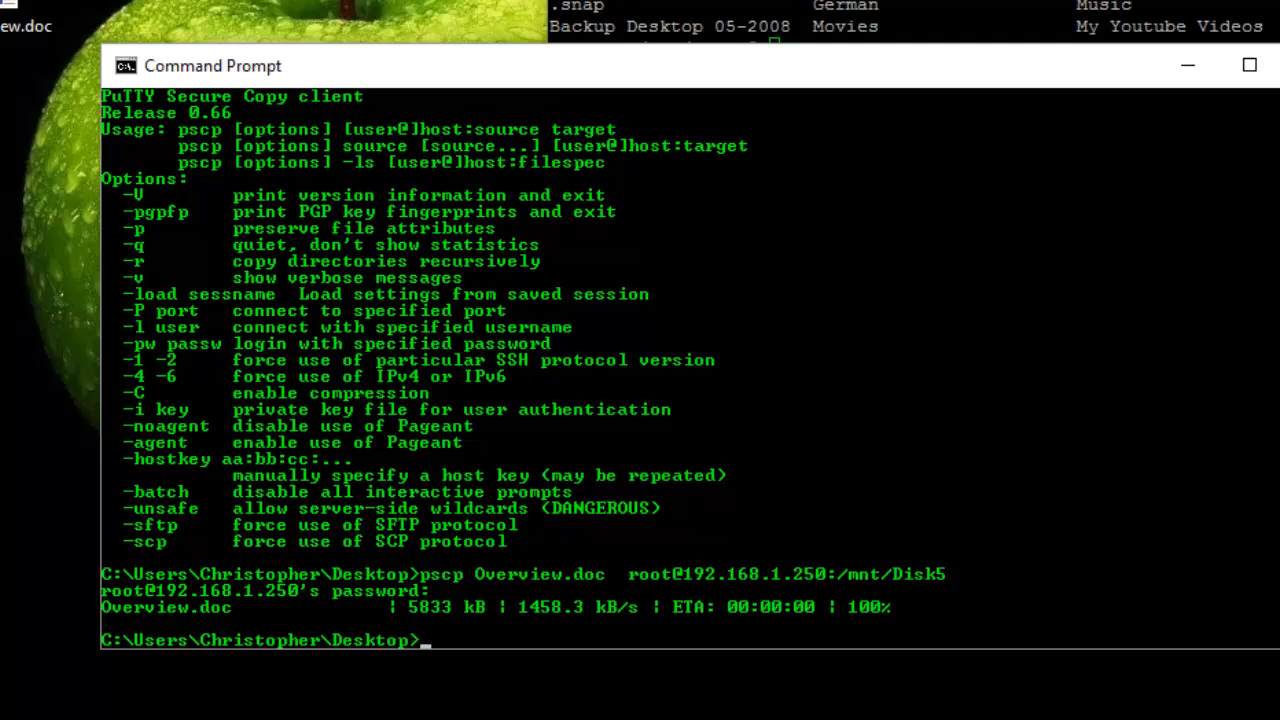 .snap German Music
ew.doc Backup Desktop 05-2008 Movies My Youtube Videos
Command Prompt
PuTTY Secure Copy client
Release 0.66
Usage: pscp [options] [user@]host:source target
pscp [options] source [source...] [user@]host:target
pscp [options] -ls [user@]host:filespec
Options:
-V print version information and exit
-pgpfp print PGP key fingerprints and exit
-p preserve file attributes
-q quiet, don't show statistics
-r copy directories recursively
-v show verbose messages
-load sessname Load settings from saved session
-P port connect to specified port
-l user connect with specified username
-pw passw login with specified password
-1 -2 force use of particular SSH protocol version
-4 -6 force use of IPv4 or IPv6
-C enable compression
-i key private key file for user authentication
-noagent disable use of Pageant
-agent enable use of Pageant
-hostkey aa:bb:cc:...
manually specify a host key (may be repeated)
-batch disable all interactive prompts
-unsafe allow server-side wildcards (DANGEROUS)
-sftp force use of SFTP protocol
-scp force use of SCP protocol
C:\Users\Christopher\Desktop>pscp Overview.doc  root@192.168.1.250:/mnt/Disk5
root@192.168.1.250's password:
Overview.doc | 5833 kB | 1458.3 kB/s | ETA: 00:00:00 | 100%
C:\Users\Christopher\Desktop>_